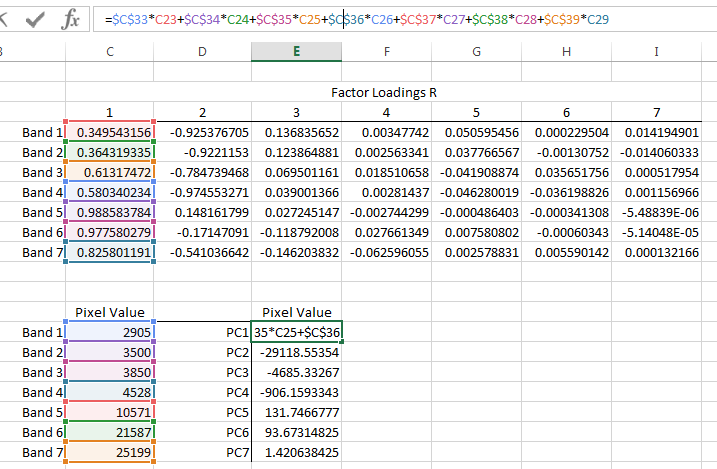 fx =$C$33*C23+$C$34*C24+$C$35*C25+$C$36*C26+$C$37*C27+$C$38*C28+$C$39*C29
C D E F G H I
Factor Loadings R
1 2 3 4 5 6 7
Band 1 0.349543156 -0.925376705 0.136835652 0.00347742 0.050595456 0.000229504 0.014194901
Band 2 0.364319335 -0.9221153 0.123864881 0.002563341 0.037766567 -0.00130752 -0.014060333
Band 3 0.61317472 -0.784739468 0.069501161 0.018510658 -0.041908874 0.035651756 0.000517954
Band 4 0.580340234 -0.974553271 0.039001366 0.00281437 -0.046280019 -0.036198826 0.001156966
Band 5 0.988583784 0.148161799 0.027245147 -0.002744299 -0.000486403 -0.000341308 -5.48839E-06
Band 6 0.977580279 -0.17147091 -0.118792008 0.027661349 0.007580802 -0.00060343 -5.14048E-05
Band 7 0.825801191 -0.541036642 -0.146203832 -0.062596055 0.002578831 0.005590142 0.000132166
Pixel Value Pixel Value
Band 1 2905 PC1 35*C25+$C$36
Band 2 3500 PC2 -29118.55354
Band 3 3850 PC3 -4685.33267
Band 4 4528 PC4 -906.1593343
Band 5 10571 PC5 131.7466777
Band 6 21587 PC6 93.67314825
Band 7 25199 PC7 1.420638425